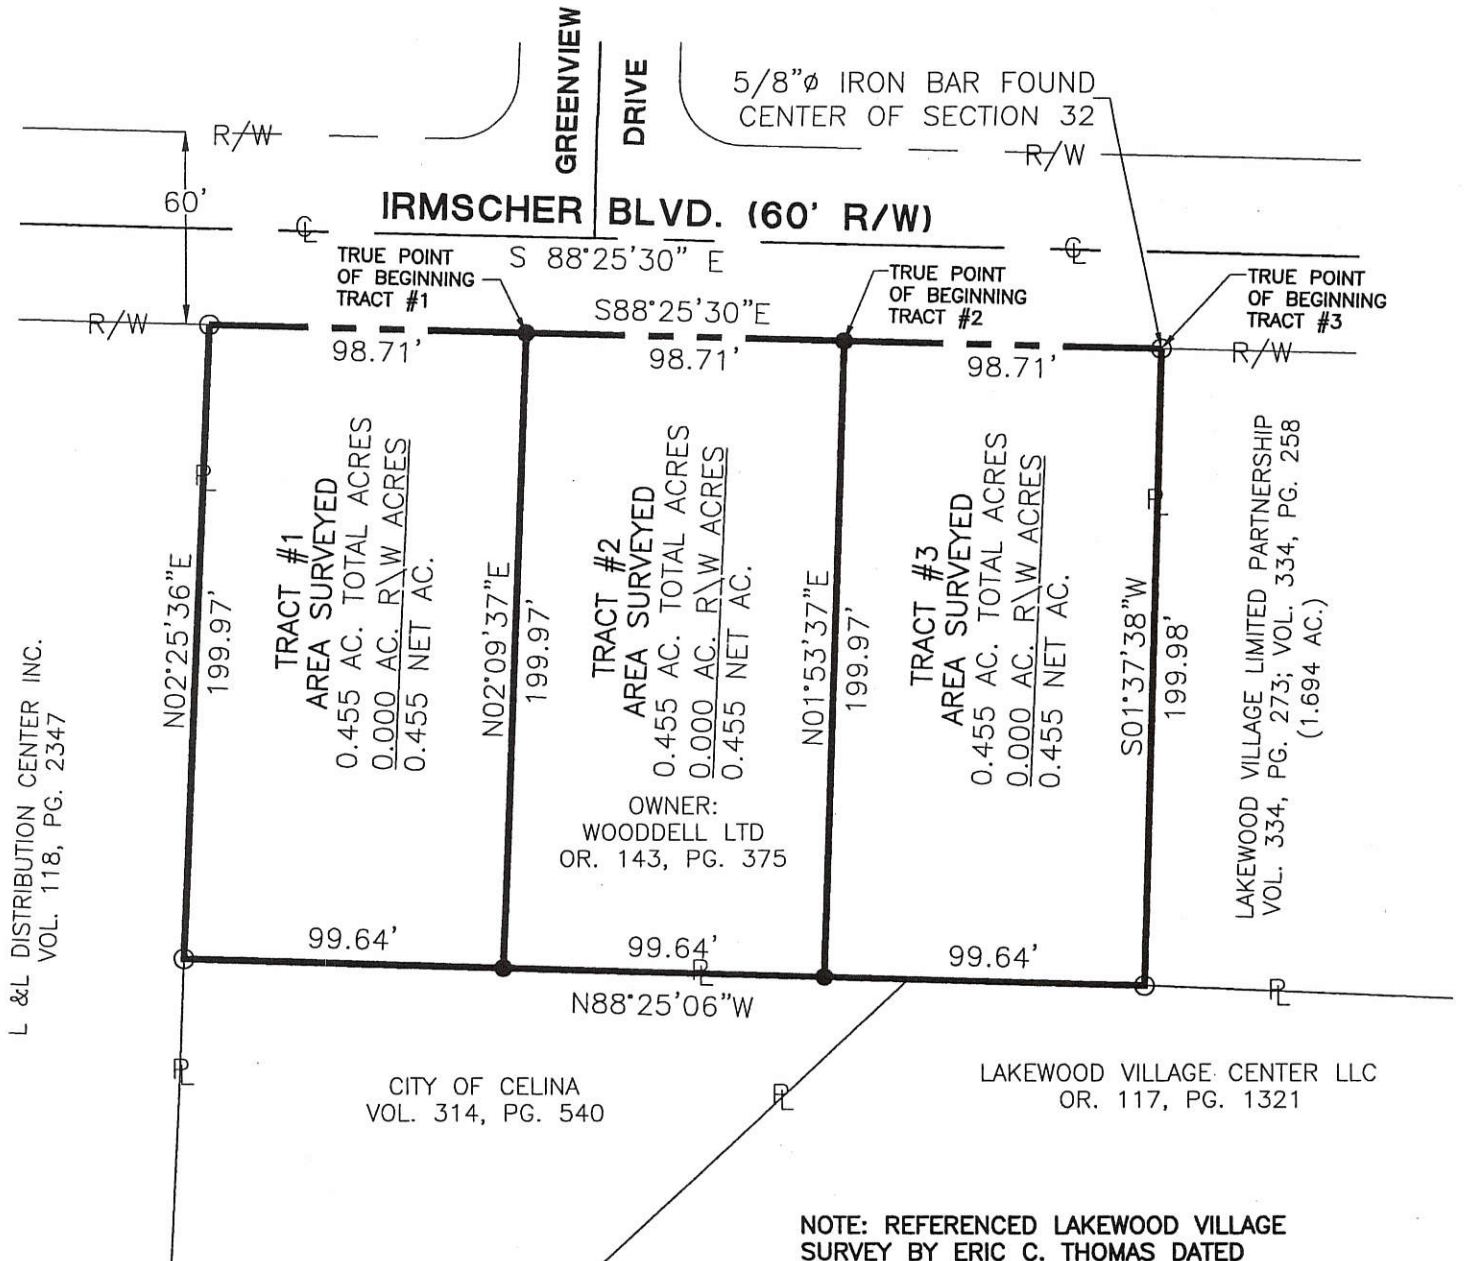 GREENVIEW
DRIVE
5/8"ø IRON BAR FOUND
CENTER OF SECTION 32
R/W
R/W
60'
IRMSCHER BLVD. (60' R/W)
℄
℄
S 88°25'30" E
TRUE POINT
OF BEGINNING
TRACT #1
TRUE POINT
OF BEGINNING
TRACT #2
TRUE POINT
OF BEGINNING
TRACT #3
S88°25'30"E
R/W
R/W
98.71'
98.71'
98.71'
L &L DISTRIBUTION CENTER INC.
VOL. 118, PG. 2347
N02°25'36"E
199.97'
PL
TRACT #1
AREA SURVEYED
0.455 AC. TOTAL ACRES
0.000 AC. R\W ACRES
0.455 NET AC.
N02°09'37"E
199.97'
TRACT #2
AREA SURVEYED
0.455 AC. TOTAL ACRES
0.000 AC. R\W ACRES
0.455 NET AC.
OWNER:
WOODDELL LTD
OR. 143, PG. 375
N01°53'37"E
199.97'
TRACT #3
AREA SURVEYED
0.455 AC. TOTAL ACRES
0.000 AC. R\W ACRES
0.455 NET AC.
S01°37'38"W
199.98'
PL
LAKEWOOD VILLAGE LIMITED PARTNERSHIP
VOL. 334, PG. 273; VOL. 334, PG. 258
(1.694 AC.)
99.64'
99.64'
99.64'
PL
PL
N88°25'06"W
PL
CITY OF CELINA
VOL. 314, PG. 540
PL
LAKEWOOD VILLAGE CENTER LLC
OR. 117, PG. 1321
NOTE: REFERENCED LAKEWOOD VILLAGE
SURVEY BY ERIC C. THOMAS DATED